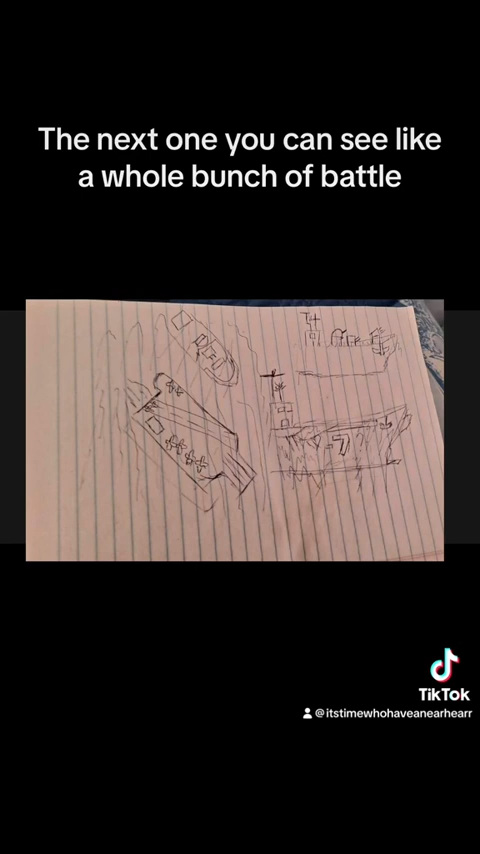 The next one you can see like
a whole bunch of battle
TikTok
@itstimewhohaveanearhearr